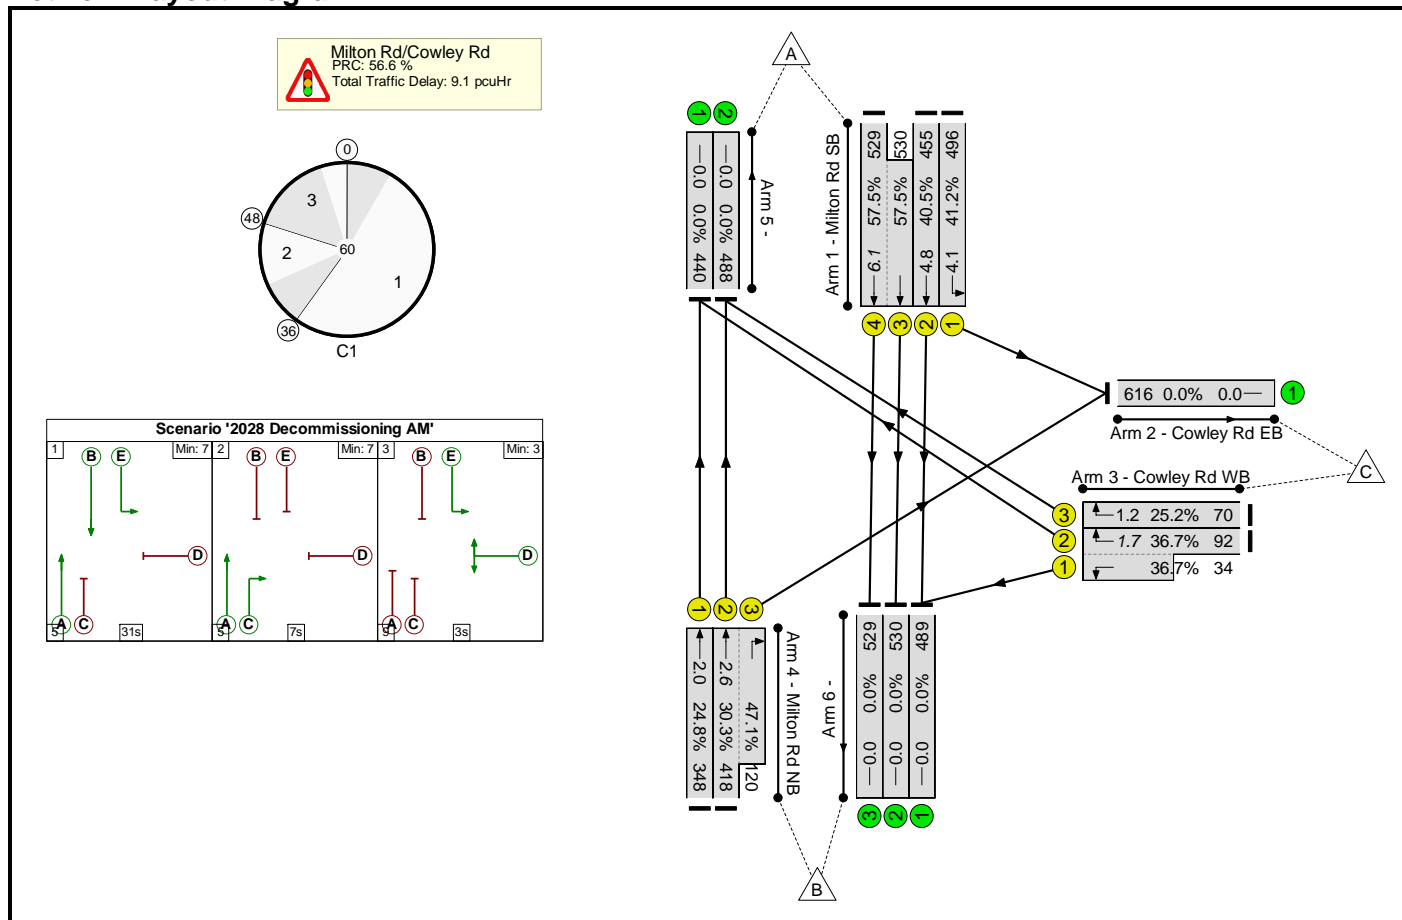 Milton Rd/Cowley Rd
PRC: 56.6 %
Total Traffic Delay: 9.1 pcuHr
0
3
48
2
60
1
36
C1
Scenario '2028 Decommissioning AM'
1 B E Min: 7
D
A C
5 31s
2 B E Min: 7
D
A C
5 7s
3 B E Min: 3
D
A C
9 3s
A
1 2
0.0 0.0% 440
0.0 0.0% 488
Arm 5 -
Arm 1 - Milton Rd SB
6.1 57.5% 529
57.5% 530
4.8 40.5% 455
4.1 41.2% 496
4 3 2 1
616 0.0% 0.0
1
Arm 2 - Cowley Rd EB
C
Arm 3 - Cowley Rd WB
3 1.2 25.2% 70
2 1.7 36.7% 92
1 36.7% 34
1 2 3
2.0 24.8% 348
2.6 30.3% 418
47.1% 120
Arm 4 - Milton Rd NB
Arm 6 -
0.0 0.0% 529
0.0 0.0% 530
0.0 0.0% 489
3 2 1
B